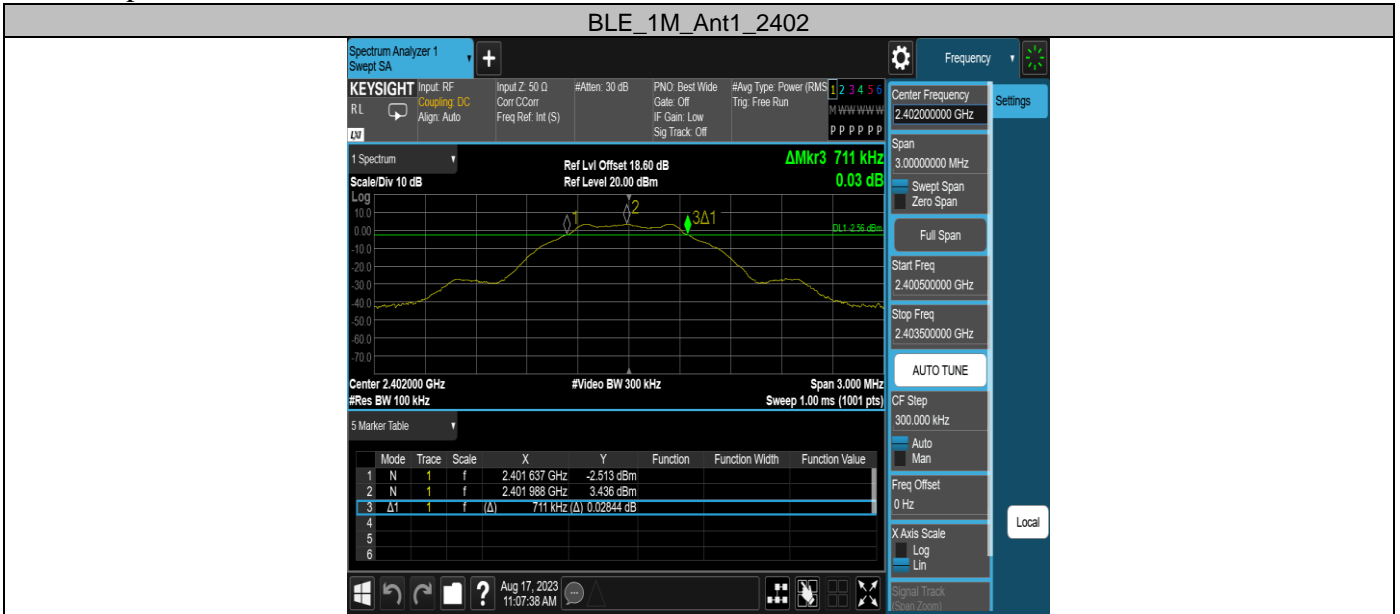 BLE_1M_Ant1_2402
Spectrum Analyzer 1
Swept SA
+
Frequency
KEYSIGHT
RL
LXI
Input: RF
Coupling: DC
Align: Auto
Input Z: 50 Ω
Corr CCorr
Freq Ref: Int (S)
#Atten: 30 dB
PNO: Best Wide
Gate: Off
IF Gain: Low
Sig Track: Off
#Avg Type: Power (RMS
Trig: Free Run
1 2 3 4 5 6
M W W W W W
P P P P P P
1 Spectrum
Scale/Div 10 dB
Ref Lvl Offset 18.60 dB
Ref Level 20.00 dBm
ΔMkr3 711 kHz
0.03 dB
Log
10.0
0.00
-10.0
-20.0
-30.0
-40.0
-50.0
-60.0
-70.0
1
2
3Δ1
DL1 -2.56 dBm
Center 2.402000 GHz
#Video BW 300 kHz
Span 3.000 MHz
#Res BW 100 kHz
Sweep 1.00 ms (1001 pts)
5 Marker Table
Mode Trace Scale X Y Function Function Width Function Value
1 N 1 f 2.401 637 GHz -2.513 dBm
2 N 1 f 2.401 988 GHz 3.436 dBm
3 Δ1 1 f (Δ) 711 kHz (Δ) 0.02844 dB
4
5
6
?
Aug 17, 2023
11:07:38 AM
Center Frequency
2.402000000 GHz
Settings
Span
3.00000000 MHz
Swept Span
Zero Span
Full Span
Start Freq
2.400500000 GHz
Stop Freq
2.403500000 GHz
AUTO TUNE
CF Step
300.000 kHz
Auto
Man
Freq Offset
0 Hz
X Axis Scale
Log
Lin
Local
Signal Track
(Span Zoom)